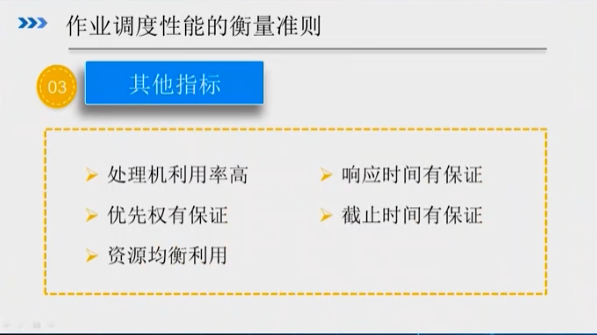 作业调度性能的衡量准则
03
其他指标
处理机利用率高
响应时间有保证
优先权有保证
截止时间有保证
资源均衡利用